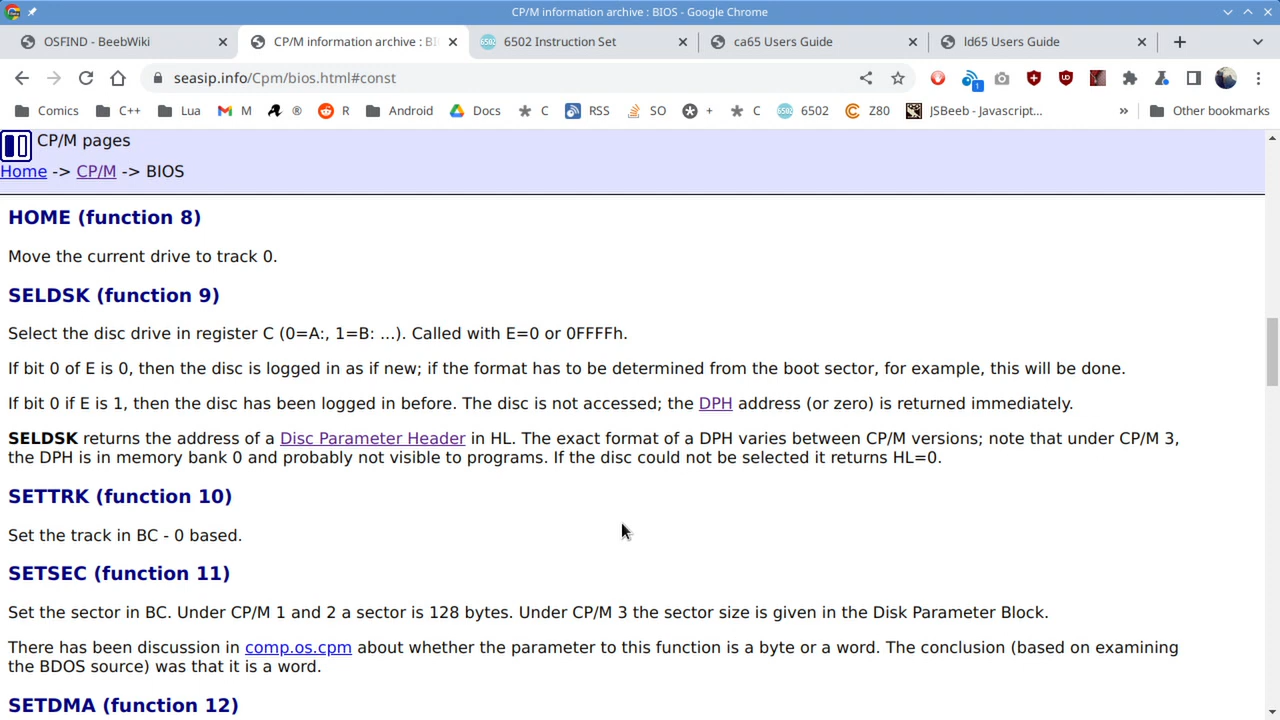 CP/M information archive : BIOS - Google Chrome
OSFIND - BeebWiki
CP/M information archive : BI
6502 Instruction Set
ca65 Users Guide
ld65 Users Guide
seasip.info/Cpm/bios.html#const
1
Comics
C++
Lua
M
®
R
Android
Docs
C
RSS
SO
+
C
6502
Z80
JSBeeb - Javascript...
»
Other bookmarks
CP/M pages
Home -> CP/M -> BIOS
HOME (function 8)
Move the current drive to track 0.
SELDSK (function 9)
Select the disc drive in register C (0=A:, 1=B: ...). Called with E=0 or 0FFFFh.
If bit 0 of E is 0, then the disc is logged in as if new; if the format has to be determined from the boot sector, for example, this will be done.
If bit 0 if E is 1, then the disc has been logged in before. The disc is not accessed; the DPH address (or zero) is returned immediately.
SELDSK returns the address of a Disc Parameter Header in HL. The exact format of a DPH varies between CP/M versions; note that under CP/M 3,
the DPH is in memory bank 0 and probably not visible to programs. If the disc could not be selected it returns HL=0.
SETTRK (function 10)
Set the track in BC - 0 based.
SETSEC (function 11)
Set the sector in BC. Under CP/M 1 and 2 a sector is 128 bytes. Under CP/M 3 the sector size is given in the Disk Parameter Block.
There has been discussion in comp.os.cpm about whether the parameter to this function is a byte or a word. The conclusion (based on examining
the BDOS source) was that it is a word.
SETDMA (function 12)